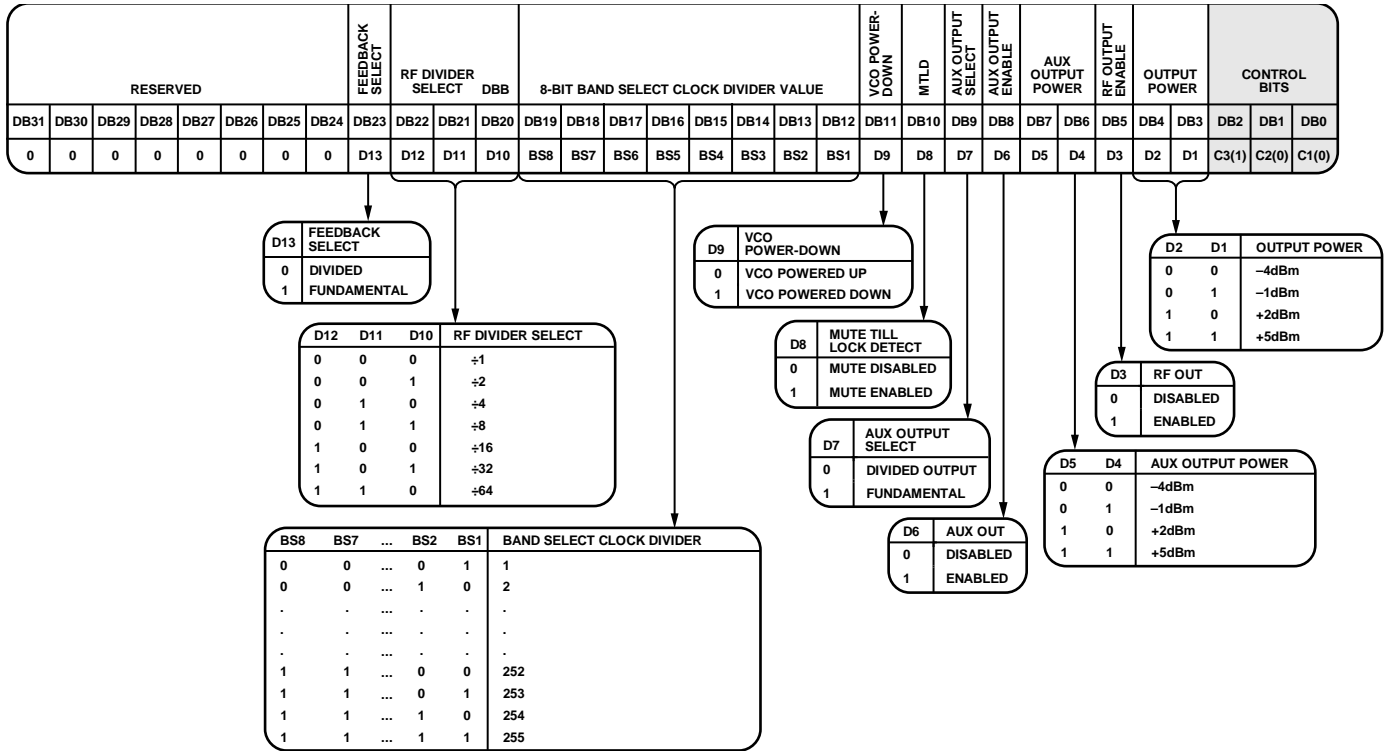 RESERVED
FEEDBACK
SELECT
RF DIVIDER
SELECT DBB
8-BIT BAND SELECT CLOCK DIVIDER VALUE
VCO POWER-
DOWN
MTLD
AUX OUTPUT
SELECT
AUX OUTPUT
ENABLE
AUX
OUTPUT
POWER
RF OUTPUT
ENABLE
OUTPUT
POWER
CONTROL
BITS
DB31 DB30 DB29 DB28 DB27 DB26 DB25 DB24 DB23 DB22 DB21 DB20 DB19 DB18 DB17 DB16 DB15 DB14 DB13 DB12 DB11 DB10 DB9 DB8 DB7 DB6 DB5 DB4 DB3 DB2 DB1 DB0
0 0 0 0 0 0 0 0 D13 D12 D11 D10 BS8 BS7 BS6 BS5 BS4 BS3 BS2 BS1 D9 D8 D7 D6 D5 D4 D3 D2 D1 C3(1) C2(0) C1(0)
D13 FEEDBACK
SELECT
0 DIVIDED
1 FUNDAMENTAL
D12 D11 D10 RF DIVIDER SELECT
0 0 0 ÷1
0 0 1 ÷2
0 1 0 ÷4
0 1 1 ÷8
1 0 0 ÷16
1 0 1 ÷32
1 1 0 ÷64
BS8 BS7 ... BS2 BS1 BAND SELECT CLOCK DIVIDER
0 0 ... 0 1 1
0 0 ... 1 0 2
. . ... . . .
. . ... . . .
. . ... . . .
1 1 ... 0 0 252
1 1 ... 0 1 253
1 1 ... 1 0 254
1 1 ... 1 1 255
D9 VCO
POWER-DOWN
0 VCO POWERED UP
1 VCO POWERED DOWN
D8 MUTE TILL
LOCK DETECT
0 MUTE DISABLED
1 MUTE ENABLED
D7 AUX OUTPUT
SELECT
0 DIVIDED OUTPUT
1 FUNDAMENTAL
D6 AUX OUT
0 DISABLED
1 ENABLED
D5 D4 AUX OUTPUT POWER
0 0 –4dBm
0 1 –1dBm
1 0 +2dBm
1 1 +5dBm
D3 RF OUT
0 DISABLED
1 ENABLED
D2 D1 OUTPUT POWER
0 0 –4dBm
0 1 –1dBm
1 0 +2dBm
1 1 +5dBm